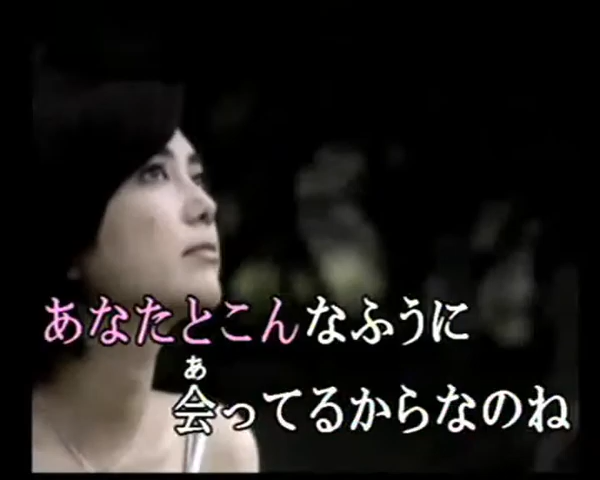 あなたとこんなふうに
あ
会ってるからなのね